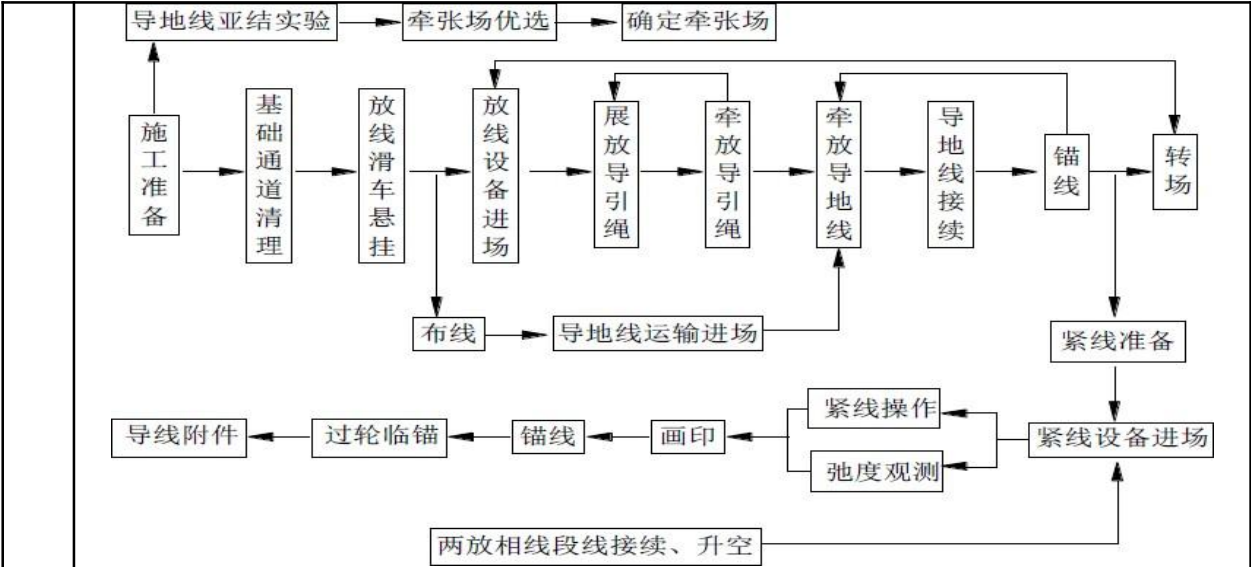 导地线亚结实验
牵张场优选
确定牵张场
施工准备
基础通道清理
放线滑车悬挂
放线设备进场
展放导引绳
牵放导引绳
牵放导地线
导地线接续
锚线
转场
布线
导地线运输进场
紧线准备
导线附件
过轮临锚
锚线
画印
紧线操作
弛度观测
紧线设备进场
两放相线段线接续、升空